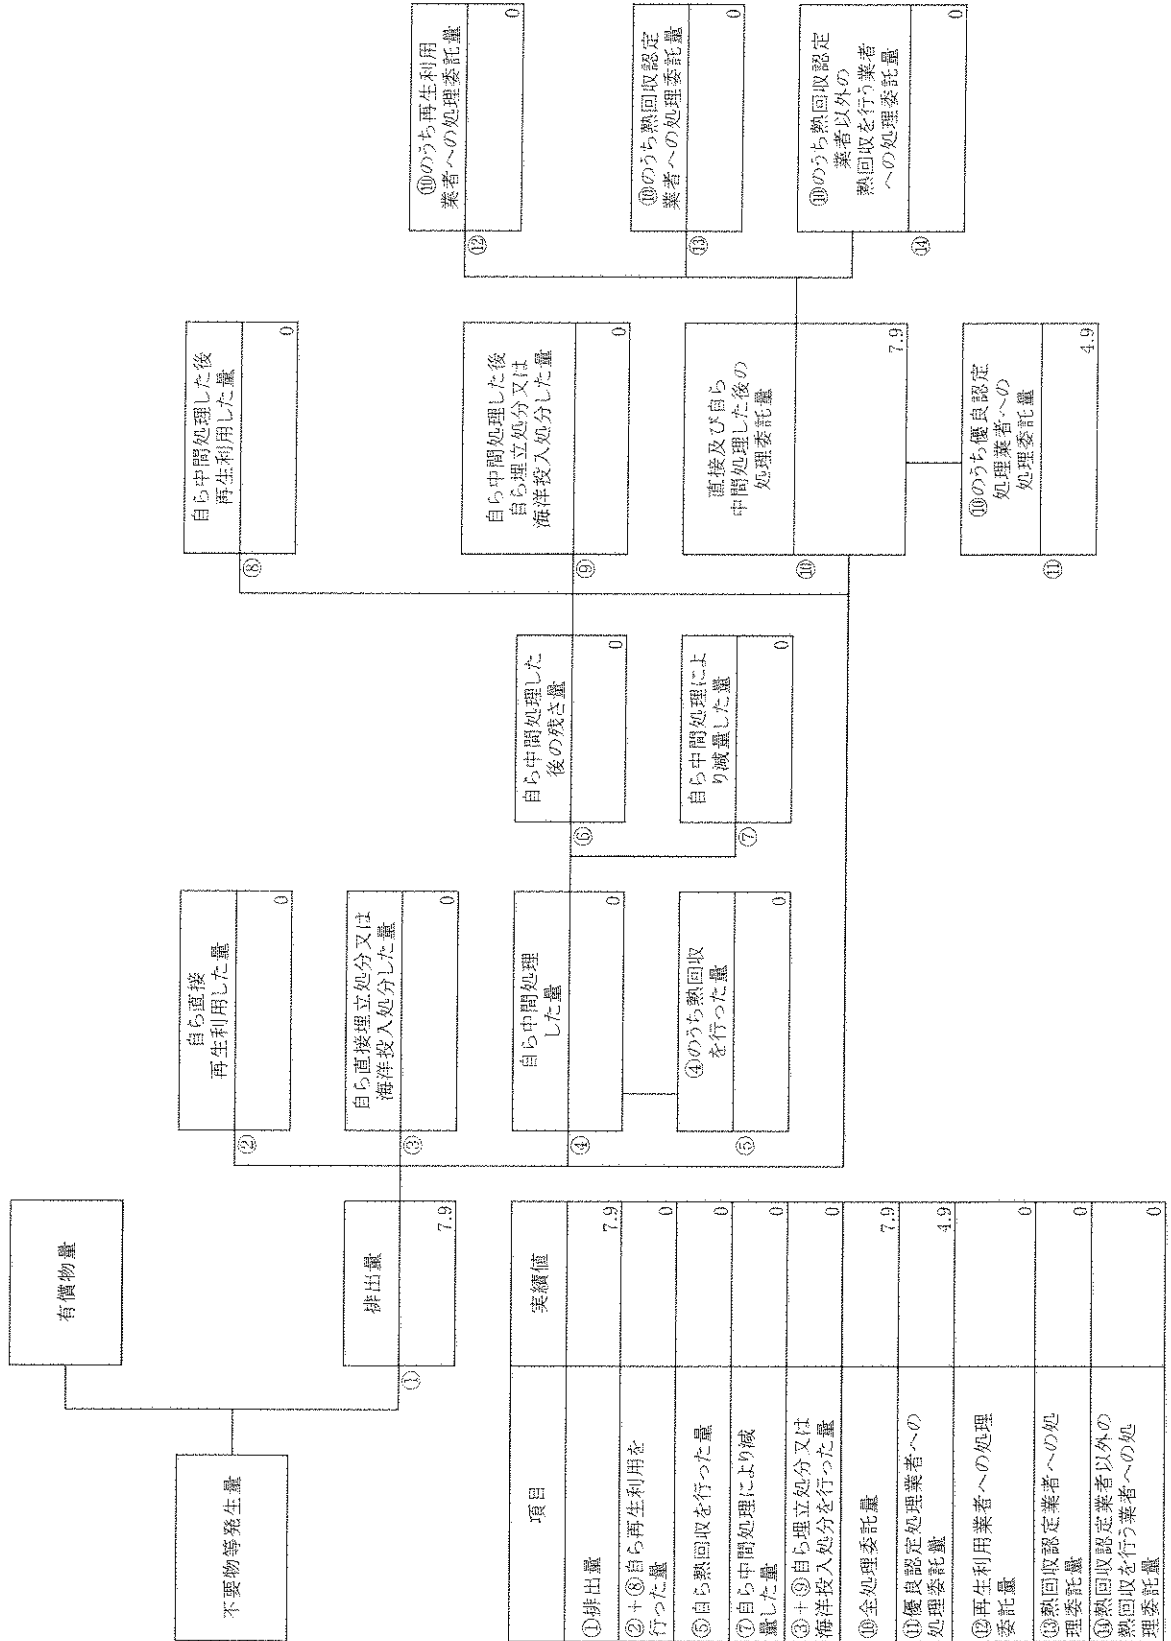 不要物等発生量
有償物量
排出量
①
7.9
自ら直接
再生利用した量
②
0
自ら直接埋立処分又は
海洋投入処分した量
③
0
自ら中間処理
した量
④
0
④のうち熱回収
を行った量
⑤
0
自ら中間処理した
後の残さ量
⑥
0
自ら中間処理によ
り減量した量
⑦
0
自ら中間処理した後
再生利用した量
⑧
0
自ら中間処理した後
自ら埋立処分又は
海洋投入処分した量
⑨
0
直接及び自ら
中間処理した後の
処理委託量
⑩
7.9
⑩のうち優良認定
処理業者への
処理委託量
⑪
4.9
⑩のうち再生利用
業者への処理委託量
⑫
0
⑩のうち熱回収認定
業者への処理委託量
⑬
0
⑩のうち熱回収認定
業者以外の
熱回収を行う業者
への処理委託量
⑭
0
項目 実績値
①排出量 7.9
②+⑧自ら再生利用を
行った量 0
⑤自ら熱回収を行った量 0
⑦自ら中間処理により減
量した量 0
③+⑨自ら埋立処分又は
海洋投入処分を行った量 0
⑩全処理委託量 7.9
⑪優良認定処理業者への
処理委託量 4.9
⑫再生利用業者への処理
委託量 0
⑬熱回収認定業者への処
理委託量 0
⑭熱回収認定業者以外の
熱回収を行う業者への処
理委託量 0